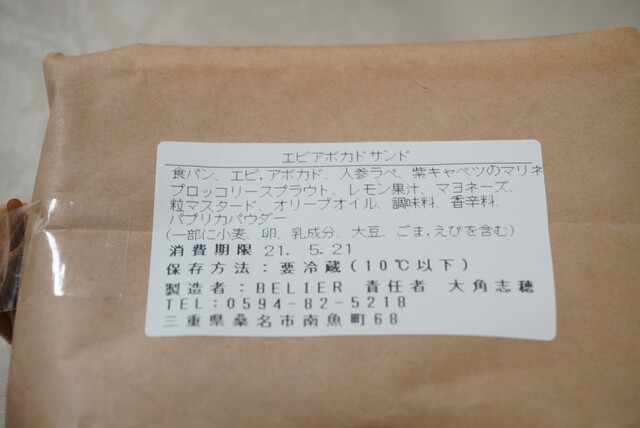 エビアボカドサンド
食パン、エビ,アボカド、人参ラペ、紫キャベツのマリネ
ブロッコリースプラウト、レモン果汁、マヨネーズ、
粒マスタード、オリーブオイル、調味料、香辛料、
パプリカパウダー
(一部に小麦、卵、乳成分、大豆、ごま,えびを含む)
消費期限 21. 5.21
保存方法:要冷蔵(10℃以下)
製造者:BELIER 責任者 大角志穂
TEL:0594-82-5218
三重県桑名市南魚町68